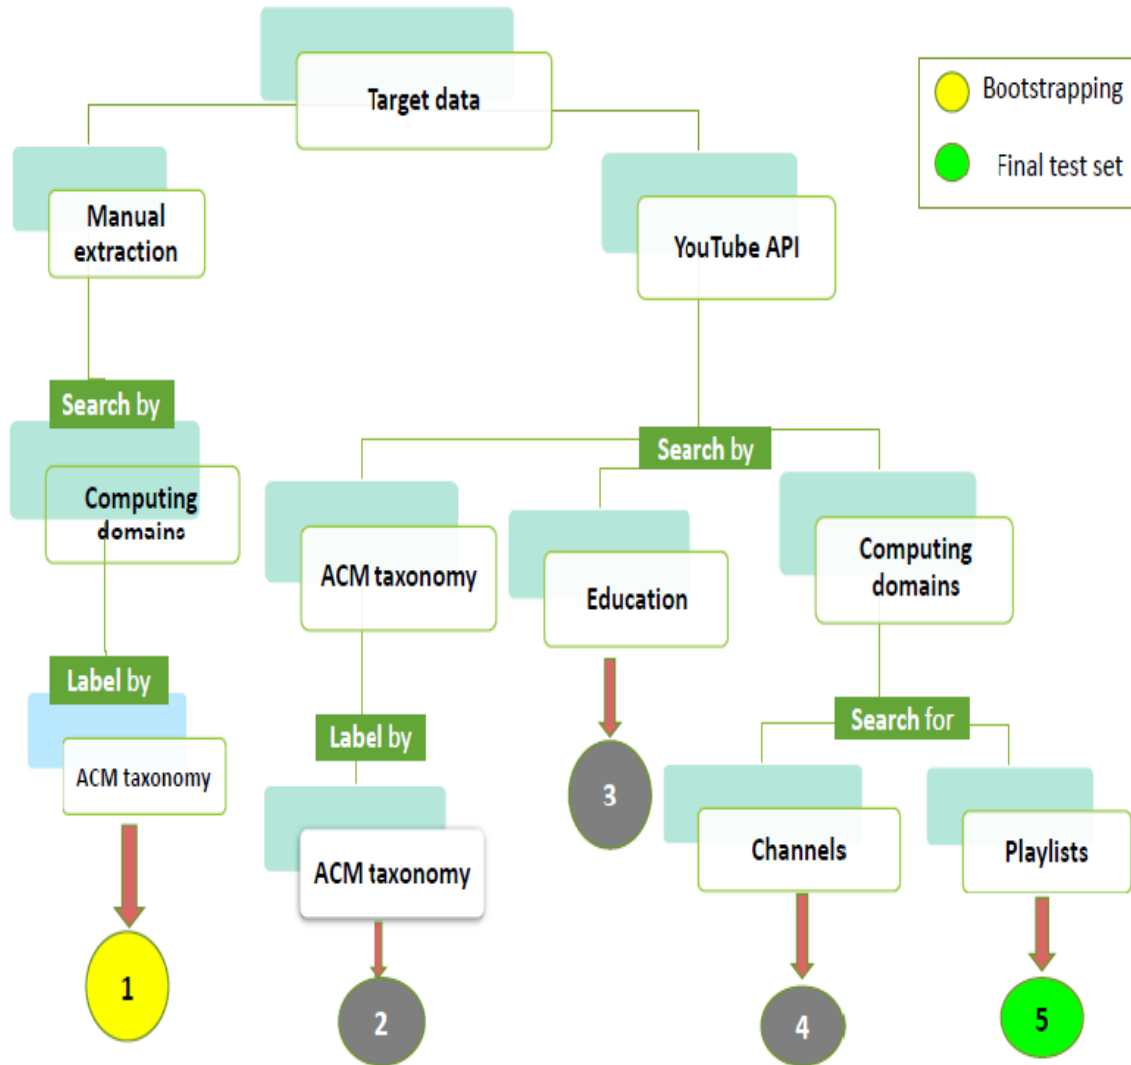 Target data
Bootstrapping
Final test set
Manual
extraction
YouTube API
Search by
Search by
Computing
domains
ACM taxonomy
Education
Computing
domains
Label by
Label by
Search for
ACM taxonomy
ACM taxonomy
Channels
Playlists
1
2
3
4
5